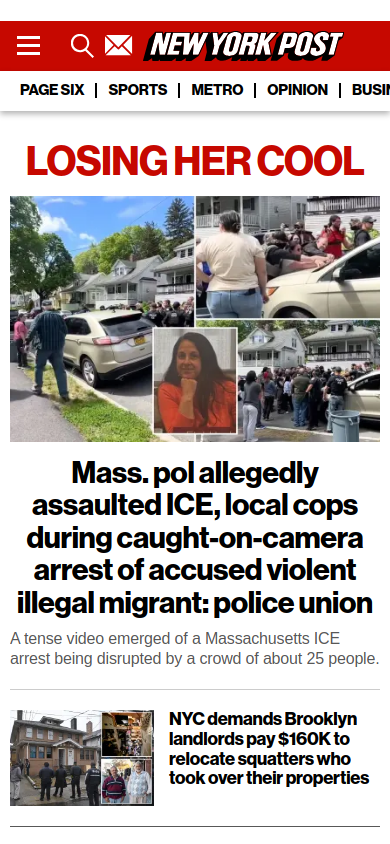 NEW YORK POST
PAGE SIX
SPORTS
METRO
OPINION
BUSI
LOSING HER COOL
Mass. pol allegedly
assaulted ICE, local cops
during caught-on-camera
arrest of accused violent
illegal migrant: police union
A tense video emerged of a Massachusetts ICE
arrest being disrupted by a crowd of about 25 people.
NYC demands Brooklyn
landlords pay $160K to
relocate squatters who
took over their properties